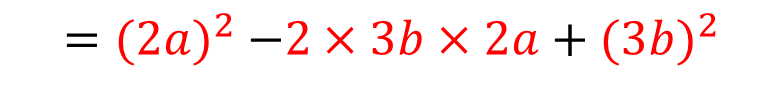 = (2a)² −2 × 3b × 2a + (3b)²